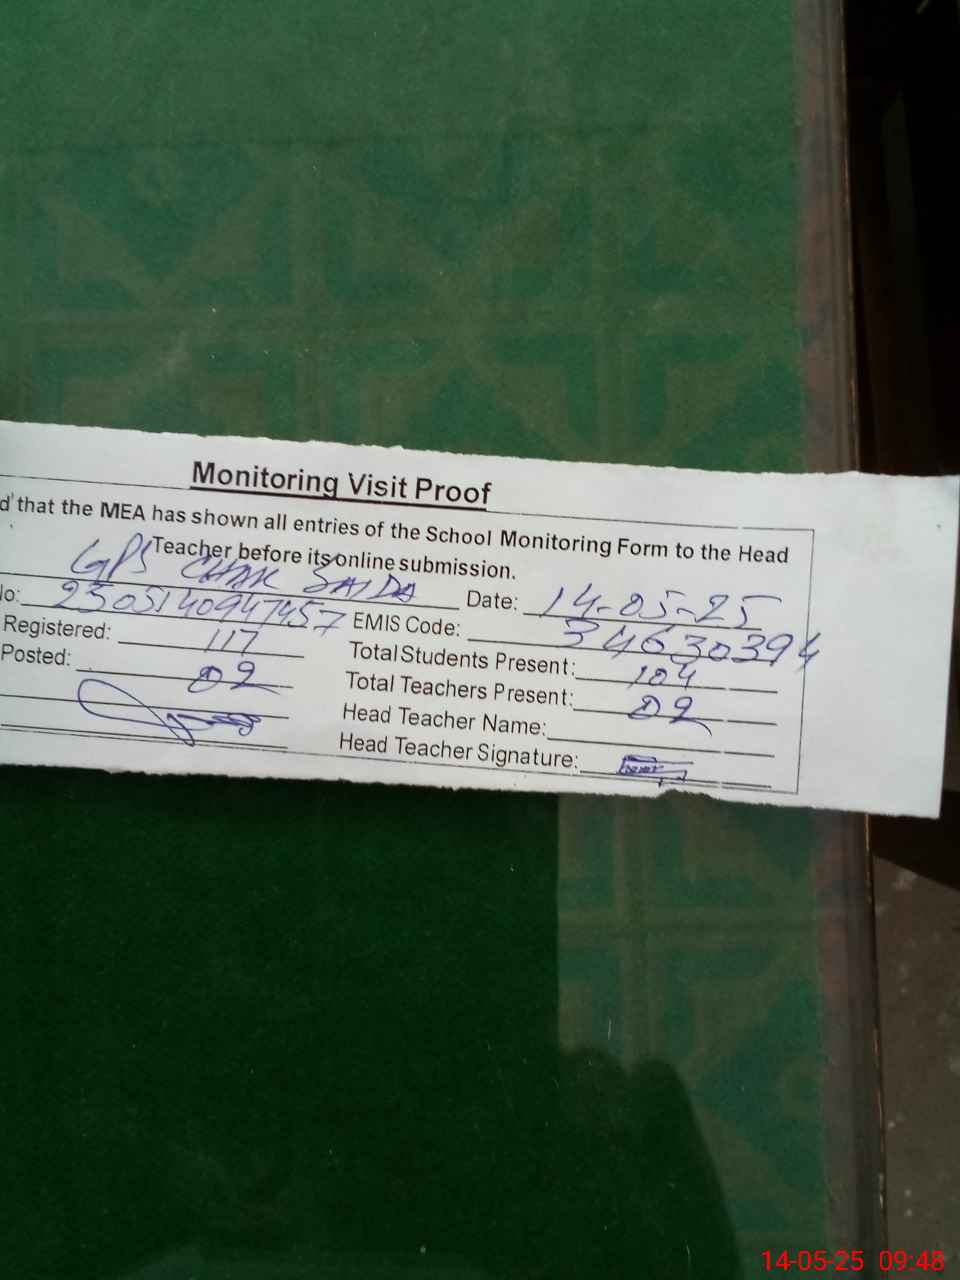 Monitoring Visit Proof
d that the MEA has shown all entries of the School Monitoring Form to the Head
Teacher before its online submission.
GPS CHAK SAIDA Date: 14-05-25
No: 250514094457 EMIS Code: 34630394
Registered: 117 Total Students Present: 104
Posted: 02 Total Teachers Present: 02
Head Teacher Name:
Head Teacher Signature:
14-05-25 09:48